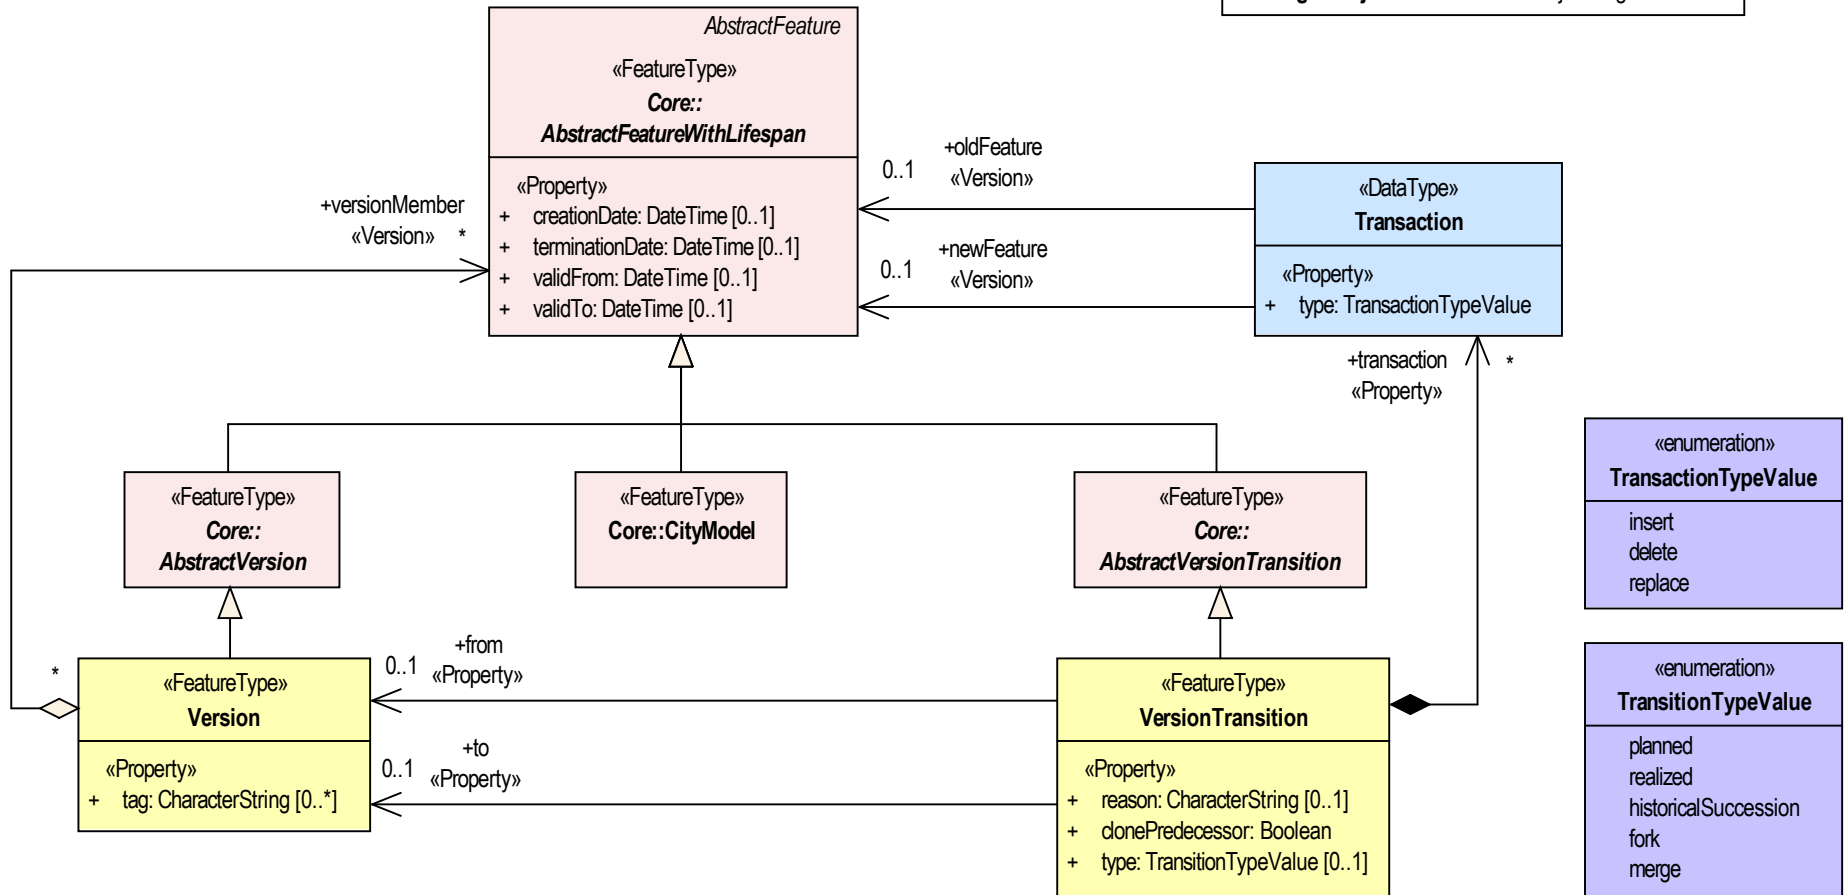 AbstractFeature
«FeatureType»
Core::
AbstractFeatureWithLifespan
«Property»
+ creationDate: DateTime [0..1]
+ terminationDate: DateTime [0..1]
+ validFrom: DateTime [0..1]
+ validTo: DateTime [0..1]
+versionMember
«Version» *
+oldFeature
0..1
«Version»
+newFeature
0..1
«Version»
«DataType»
Transaction
«Property»
+ type: TransactionTypeValue
+transaction *
«Property»
«FeatureType»
Core::
AbstractVersion
«FeatureType»
Core::CityModel
«FeatureType»
Core::
AbstractVersionTransition
«enumeration»
TransactionTypeValue
insert
delete
replace
*
«FeatureType»
Version
«Property»
+ tag: CharacterString [0..*]
+from
0..1
«Property»
+to
0..1
«Property»
«FeatureType»
VersionTransition
«Property»
+ reason: CharacterString [0..1]
+ clonePredecessor: Boolean
+ type: TransitionTypeValue [0..1]
«enumeration»
TransitionTypeValue
planned
realized
historicalSuccession
fork
merge